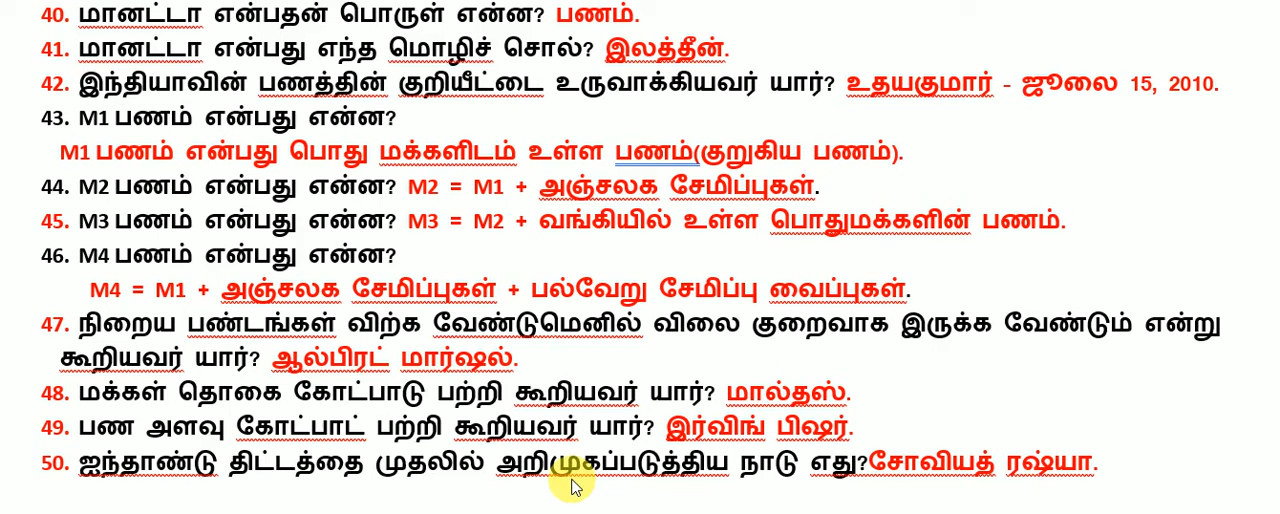 40. மானட்டா என்பதன் பொருள் என்ன? பணம்.
41. மானட்டா என்பது எந்த மொழிச் சொல்? இலத்தீன்.
42. இந்தியாவின் பணத்தின் குறியீட்டை உருவாக்கியவர் யார்? உதயகுமார் – ஜூலை 15, 2010.
43. M1 பணம் என்பது என்ன?
M1 பணம் என்பது பொது மக்களிடம் உள்ள பணம்(குறுகிய பணம்).
44. M2 பணம் என்பது என்ன? M2 = M1 + அஞ்சலக சேமிப்புகள்.
45. M3 பணம் என்பது என்ன? M3 = M2 + வங்கியில் உள்ள பொதுமக்களின் பணம்.
46. M4 பணம் என்பது என்ன?
M4 = M1 + அஞ்சலக சேமிப்புகள் + பல்வேறு சேமிப்பு வைப்புகள்.
47. நிறைய பண்டங்கள் விற்க வேண்டுமெனில் விலை குறைவாக இருக்க வேண்டும் என்று
கூறியவர் யார்? ஆல்பிரட் மார்ஷல்.
48. மக்கள் தொகை கோட்பாடு பற்றி கூறியவர் யார்? மால்தஸ்.
49. பண அளவு கோட்பாட் பற்றி கூறியவர் யார்? இர்விங் பிஷர்.
50. ஐந்தாண்டு திட்டத்தை முதலில் அறிமுகப்படுத்திய நாடு எது?சோவியத் ரஷ்யா.